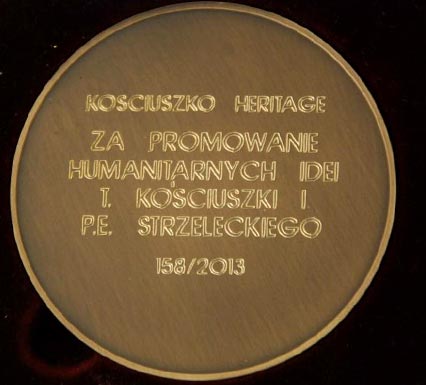 KOSCIUSZKO HERITAGE
ZA PROMOWANIE
HUMANITARNYCH IDEI
T. KOŚCIUSZKI I
P.E. STRZELECKIEGO
158/2013